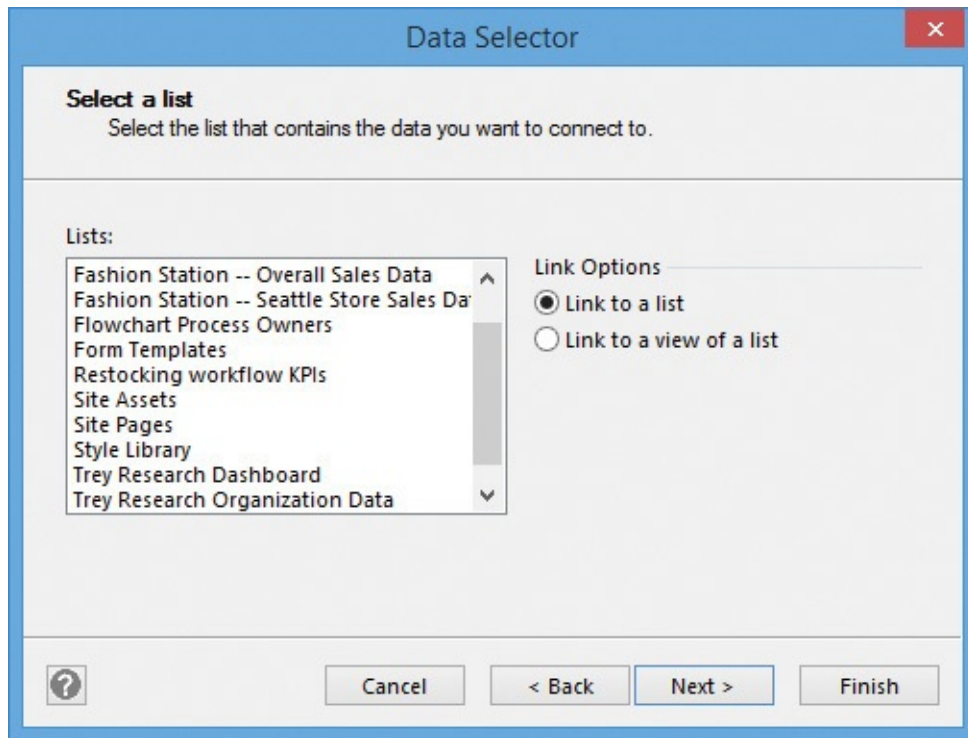 Data Selector
Select a list
Select the list that contains the data you want to connect to.
Lists:
Fashion Station -- Overall Sales Data
Fashion Station -- Seattle Store Sales Da
Flowchart Process Owners
Form Templates
Restocking workflow KPIs
Site Assets
Site Pages
Style Library
Trey Research Dashboard
Trey Research Organization Data
Link Options
Link to a list
Link to a view of a list
? Cancel < Back Next > Finish